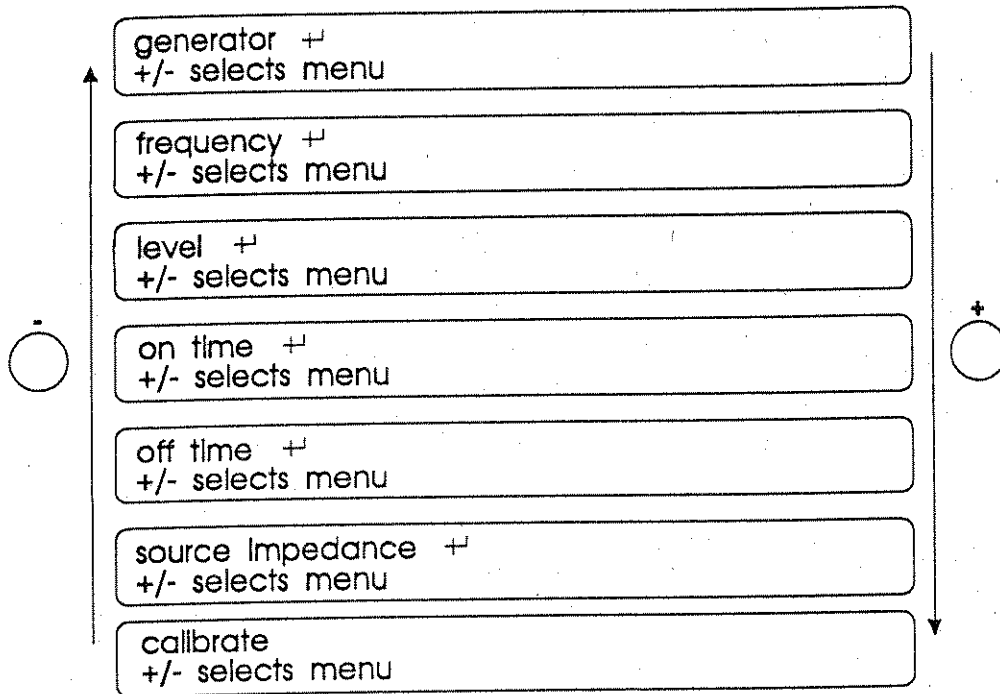 generator ↵
+/- selects menu
frequency ↵
+/- selects menu
level ↵
+/- selects menu
on time ↵
+/- selects menu
-
+
off time ↵
+/- selects menu
source impedance ↵
+/- selects menu
calibrate
+/- selects menu